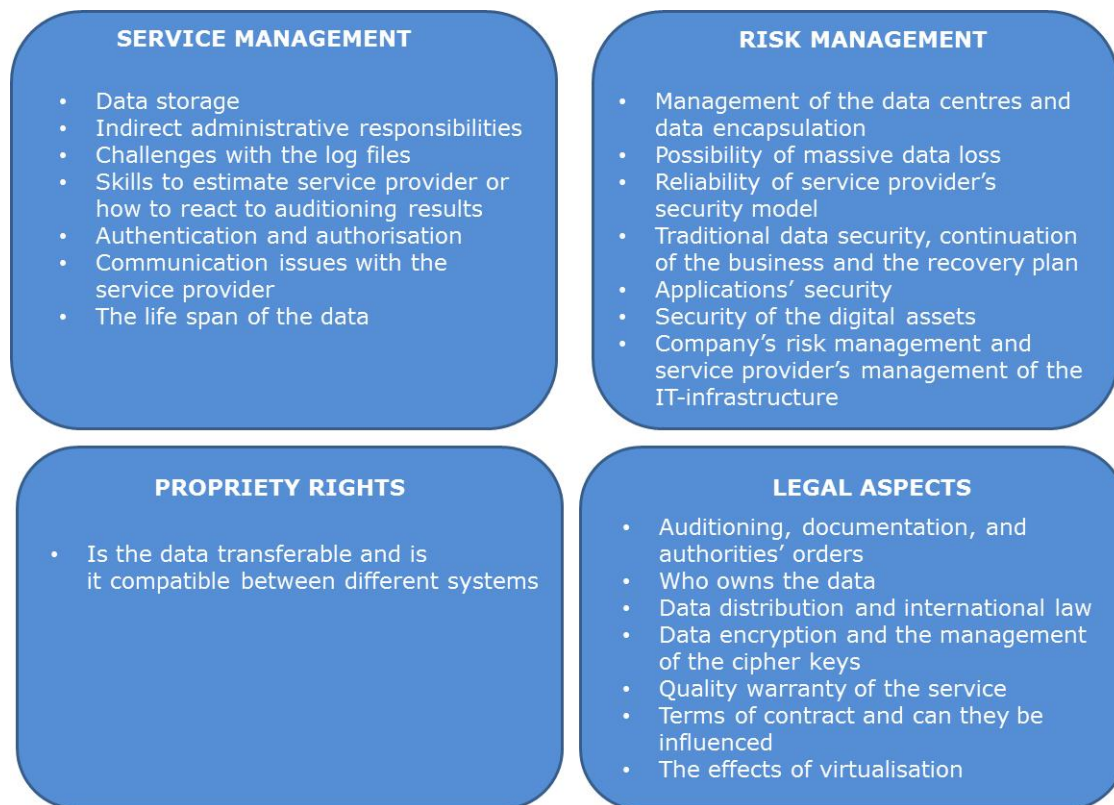 SERVICE MANAGEMENT
• Data storage
• Indirect administrative responsibilities
• Challenges with the log files
• Skills to estimate service provider or
how to react to auditioning results
• Authentication and authorisation
• Communication issues with the
service provider
• The life span of the data
RISK MANAGEMENT
• Management of the data centres and
data encapsulation
• Possibility of massive data loss
• Reliability of service provider's
security model
• Traditional data security, continuation
of the business and the recovery plan
• Applications' security
• Security of the digital assets
• Company's risk management and
service provider's management of the
IT-infrastructure
PROPRIETY RIGHTS
• Is the data transferable and is
it compatible between different systems
LEGAL ASPECTS
• Auditioning, documentation, and
authorities' orders
• Who owns the data
• Data distribution and international law
• Data encryption and the management
of the cipher keys
• Quality warranty of the service
• Terms of contract and can they be
influenced
• The effects of virtualisation